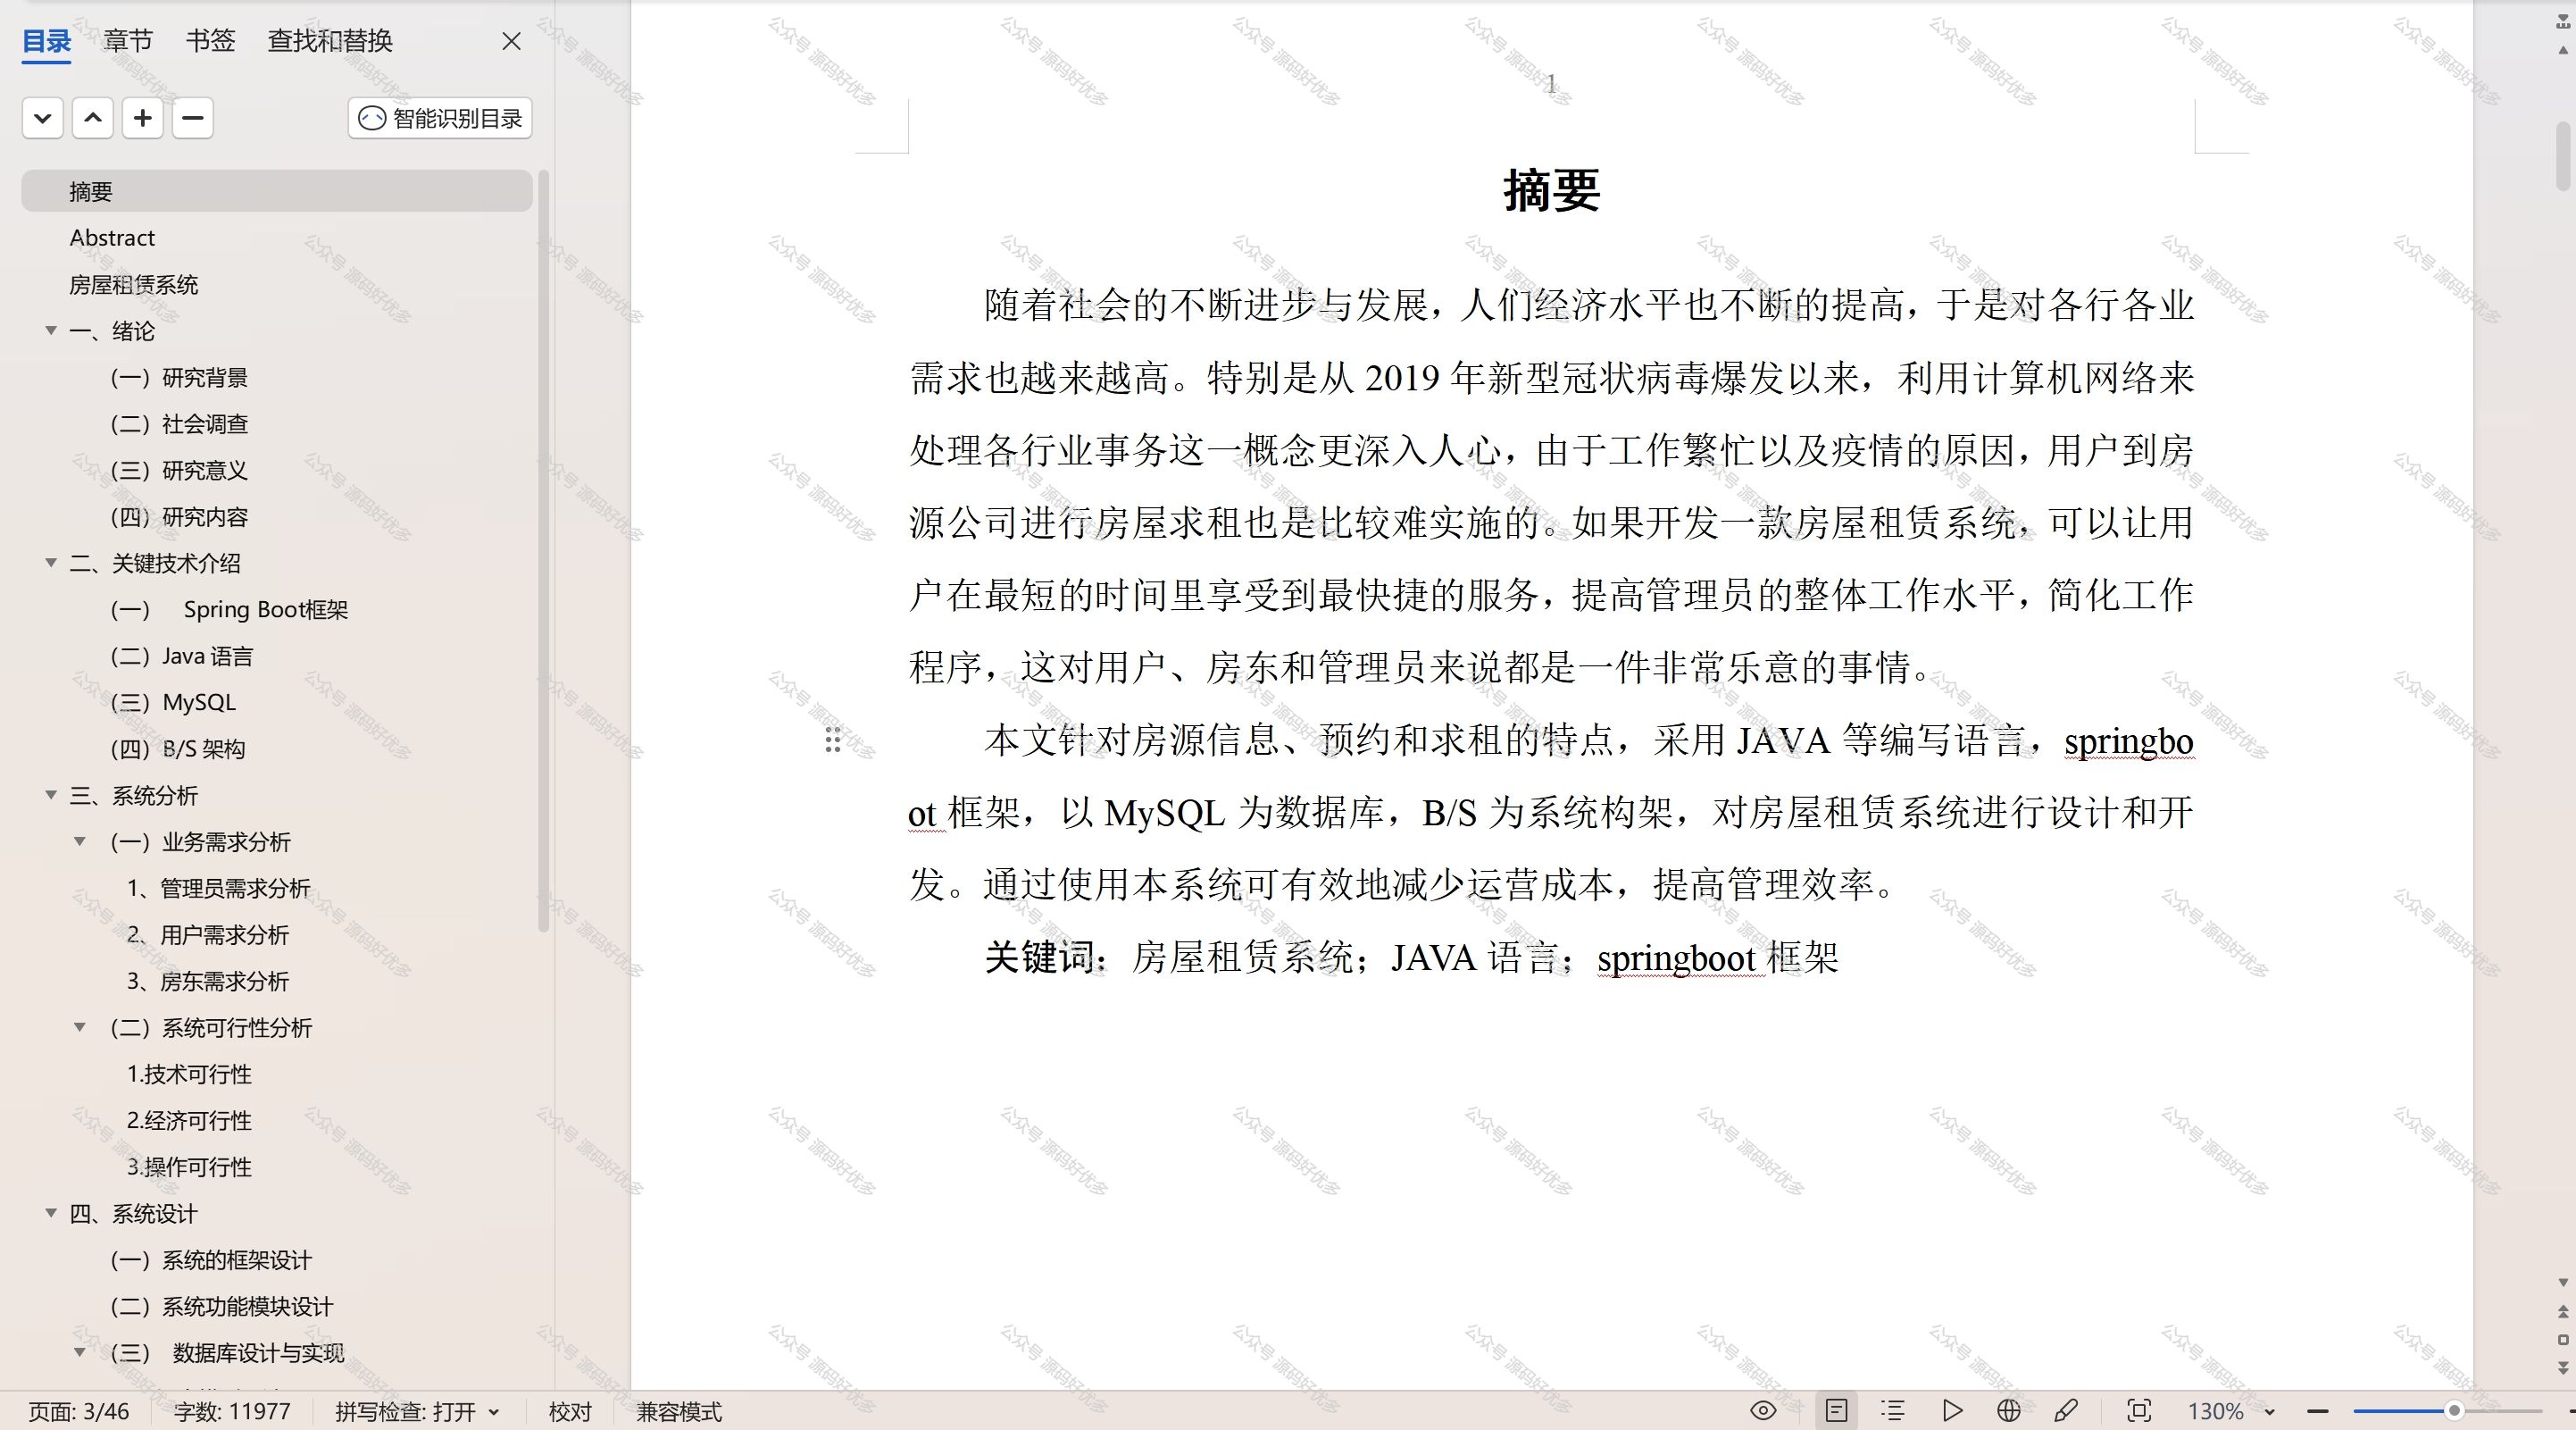 目录 章节 书签 查找和替换
智能识别目录
摘要
Abstract
房屋租赁系统
一、绪论
（一）研究背景
（二）社会调查
（三）研究意义
（四）研究内容
二、关键技术介绍
（一） Spring Boot框架
（二）Java 语言
（三）MySQL
（四）B/S 架构
三、系统分析
（一）业务需求分析
1、管理员需求分析
2、用户需求分析
3、房东需求分析
（二）系统可行性分析
1.技术可行性
2.经济可行性
3.操作可行性
四、系统设计
（一）系统的框架设计
（二）系统功能模块设计
（三） 数据库设计与实现
1
摘要
随着社会的不断进步与发展，人们经济水平也不断的提高，于是对各行各业
需求也越来越高。特别是从 2019 年新型冠状病毒爆发以来，利用计算机网络来
处理各行业事务这一概念更深入人心，由于工作繁忙以及疫情的原因，用户到房
源公司进行房屋求租也是比较难实施的。如果开发一款房屋租赁系统，可以让用
户在最短的时间里享受到最快捷的服务，提高管理员的整体工作水平，简化工作
程序，这对用户、房东和管理员来说都是一件非常乐意的事情。
本文针对房源信息、预约和求租的特点，采用 JAVA 等编写语言，springbo
ot 框架，以 MySQL 为数据库，B/S 为系统构架，对房屋租赁系统进行设计和开
发。通过使用本系统可有效地减少运营成本，提高管理效率。
关键词：房屋租赁系统；JAVA 语言；springboot 框架
页面: 3/46 字数: 11977 拼写检查: 打开 校对 兼容模式 130%
公众号 源码好优多